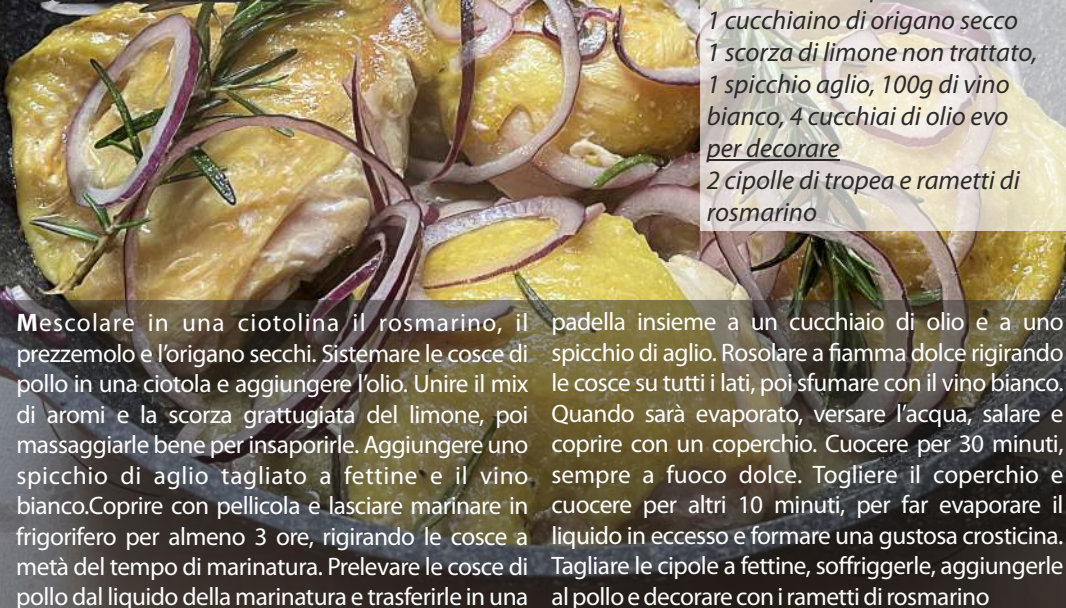 1 cucchiaino di origano secco
1 scorza di limone non trattato,
1 spicchio aglio, 100g di vino
bianco, 4 cucchiai di olio evo
per decorare
2 cipolle di tropea e rametti di
rosmarino
Mescolare in una ciotolina il rosmarino, il
prezzemolo e l’origano secchi. Sistemare le cosce di
pollo in una ciotola e aggiungere l’olio. Unire il mix
di aromi e la scorza grattugiata del limone, poi
massaggiarle bene per insaporirle. Aggiungere uno
spicchio di aglio tagliato a fettine e il vino
bianco.Coprire con pellicola e lasciare marinare in
frigorifero per almeno 3 ore, rigirando le cosce a
metà del tempo di marinatura. Prelevare le cosce di
pollo dal liquido della marinatura e trasferirle in una
padella insieme a un cucchiaio di olio e a uno
spicchio di aglio. Rosolare a fiamma dolce rigirando
le cosce su tutti i lati, poi sfumare con il vino bianco.
Quando sarà evaporato, versare l’acqua, salare e
coprire con un coperchio. Cuocere per 30 minuti,
sempre a fuoco dolce. Togliere il coperchio e
cuocere per altri 10 minuti, per far evaporare il
liquido in eccesso e formare una gustosa crosticina.
Tagliare le cipole a fettine, soffriggerle, aggiungerle
al pollo e decorare con i rametti di rosmarino